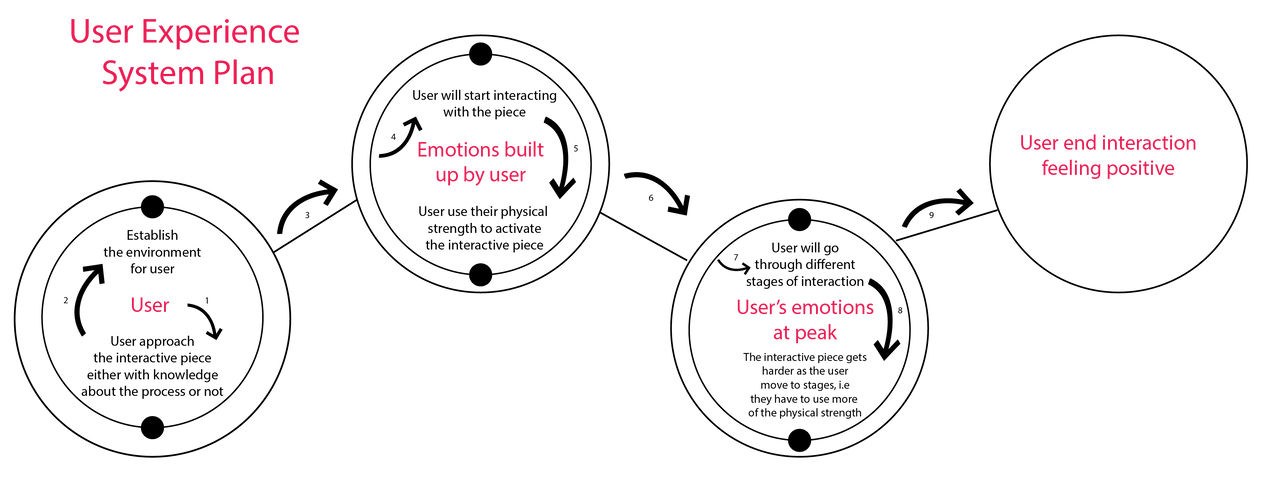 User Experience
System Plan
Establish
the environment
for user
2
User
1
User approach
the interactive piece
either with knowledge
about the process or not
3
User will start interacting
with the piece
4
Emotions built
up by user
5
User use their physical
strength to activate
the interactive piece
6
User will go
through different
stages of interaction
7
User's emotions
at peak
8
The interactive piece gets
harder as the user
move to stages, i.e
they have to use more
of the physical strength
9
User end interaction
feeling positive